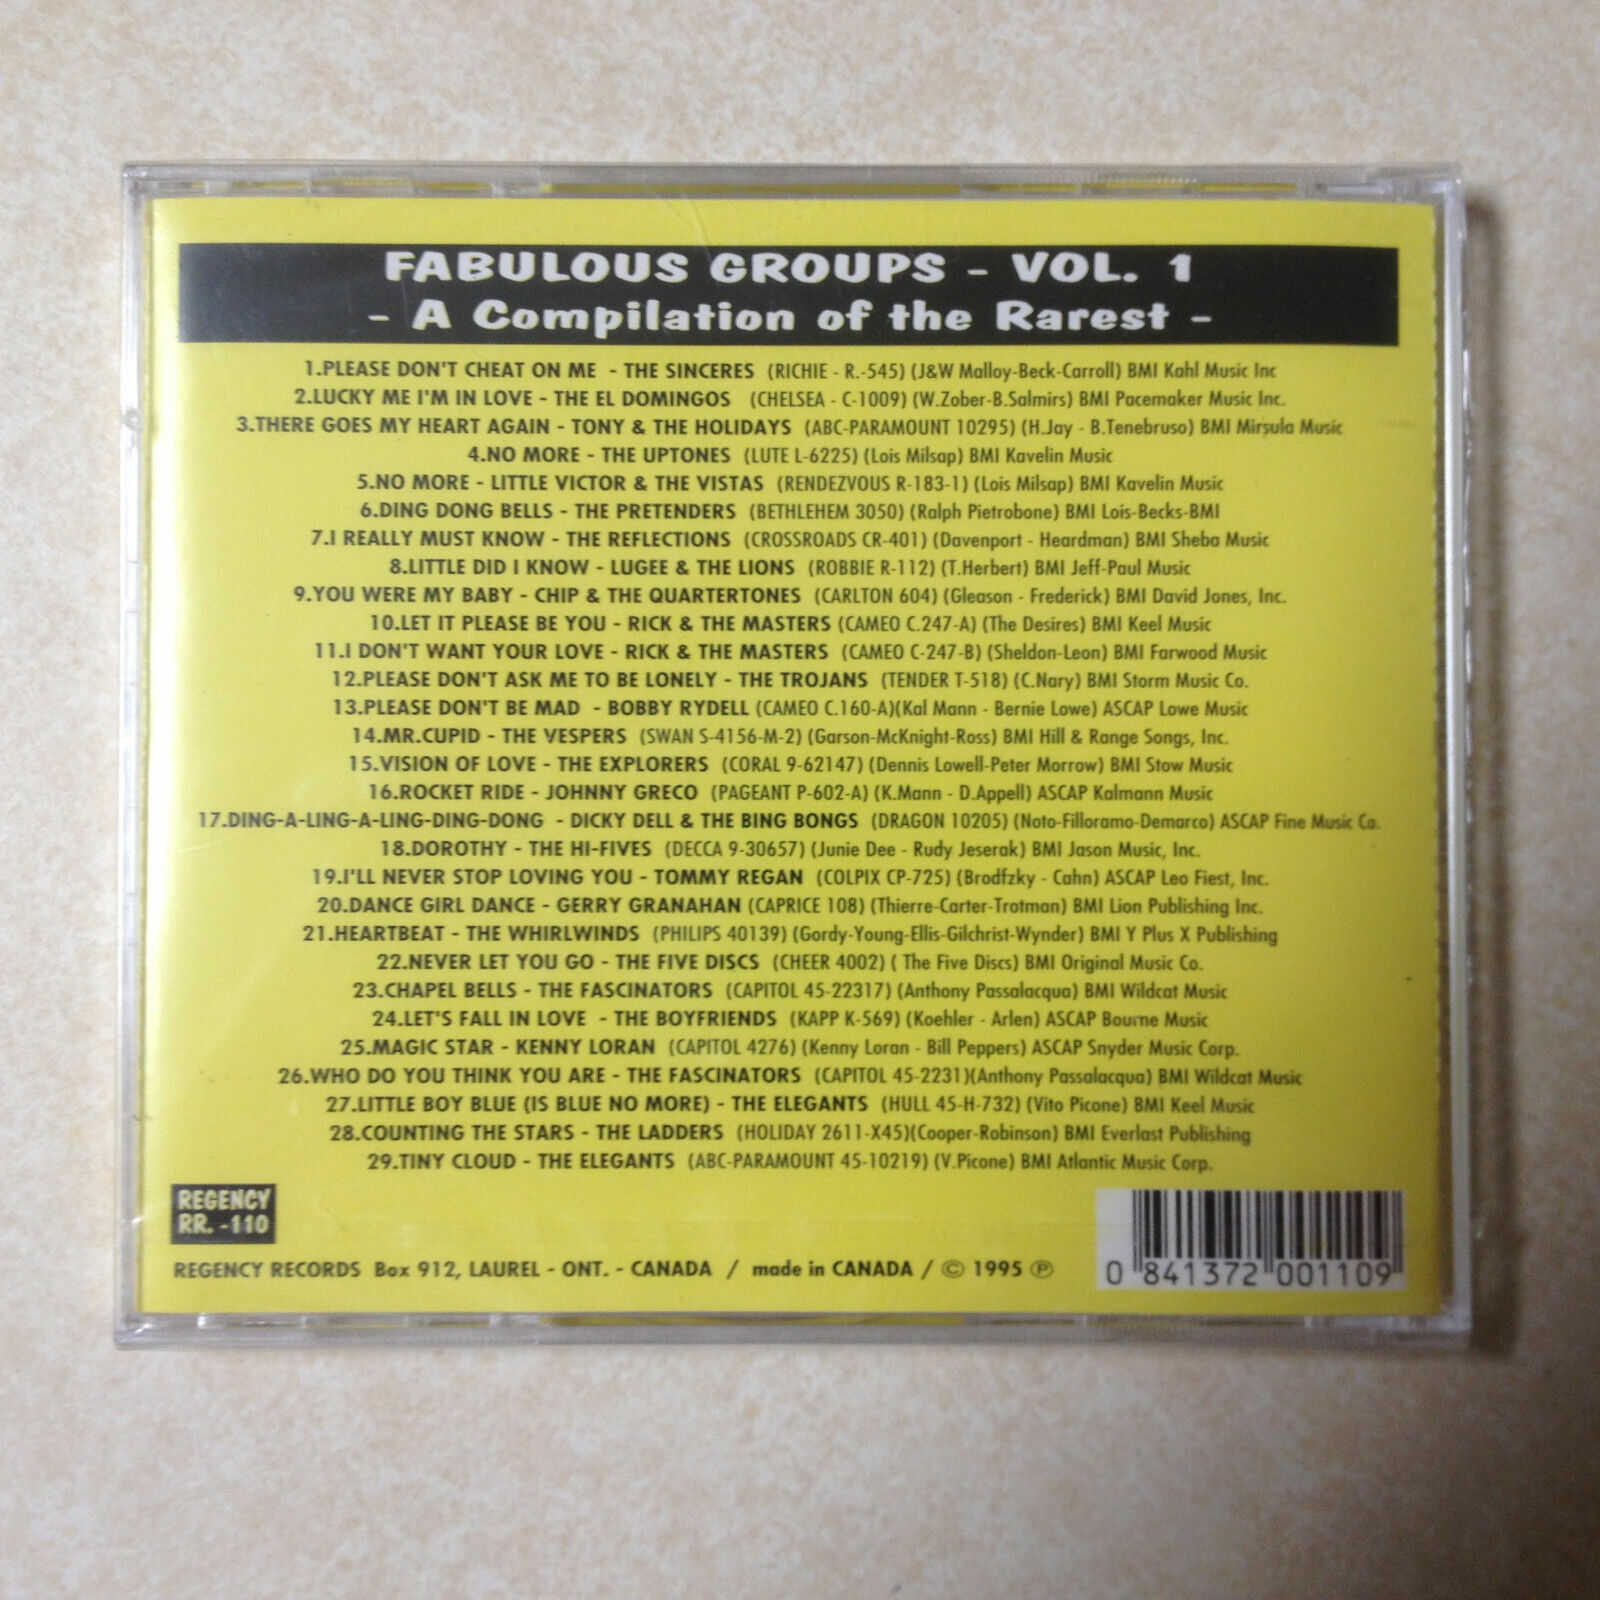 FABULOUS GROUPS - VOL. 1
- A Compilation of the Rarest -
1.PLEASE DON'T CHEAT ON ME - THE SINCERES (RICHIE - R.-545) (J&W Malloy-Beck-Carroll) BMI Kahl Music Inc
2.LUCKY ME I'M IN LOVE - THE EL DOMINGOS (CHELSEA - C-1009) (W.Zober-B.Salmirs) BMI Pacemaker Music Inc.
3.THERE GOES MY HEART AGAIN - TONY & THE HOLIDAYS (ABC-PARAMOUNT 10295) (H.Jay - B.Tenebruso) BMI Mirsula Music
4.NO MORE - THE UPTONES (LUTE L-6225) (Lois Milsap) BMI Kavelin Music
5.NO MORE - LITTLE VICTOR & THE VISTAS (RENDEZVOUS R-183-1) (Lois Milsap) BMI Kavelin Music
6.DING DONG BELLS - THE PRETENDERS (BETHLEHEM 3050) (Ralph Pietrobone) BMI Lois-Becks-BMI
7.I REALLY MUST KNOW - THE REFLECTIONS (CROSSROADS CR-401) (Davenport - Heardman) BMI Sheba Music
8.LITTLE DID I KNOW - LUGEE & THE LIONS (ROBBIE R-112) (T.Herbert) BMI Jeff-Paul Music
9.YOU WERE MY BABY - CHIP & THE QUARTERTONES (CARLTON 604) (Gleason - Frederick) BMI David Jones, Inc.
10.LET IT PLEASE BE YOU - RICK & THE MASTERS (CAMEO C.247-A) (The Desires) BMI Keel Music
11.I DON'T WANT YOUR LOVE - RICK & THE MASTERS (CAMEO C-247-B) (Sheldon-Leon) BMI Farwood Music
12.PLEASE DON'T ASK ME TO BE LONELY - THE TROJANS (TENDER T-518) (C.Nary) BMI Storm Music Co.
13.PLEASE DON'T BE MAD - BOBBY RYDELL (CAMEO C.160-A)(Kal Mann - Bernie Lowe) ASCAP Lowe Music
14.MR.CUPID - THE VESPERS (SWAN S-4156-M-2) (Garson-McKnight-Ross) BMI Hill & Range Songs, Inc.
15.VISION OF LOVE - THE EXPLORERS (CORAL 9-62147) (Dennis Lowell-Peter Morrow) BMI Stow Music
16.ROCKET RIDE - JOHNNY GRECO (PAGEANT P-602-A) (K.Mann - D.Appell) ASCAP Kalmann Music
17.DING-A-LING-A-LING-DING-DONG - DICKY DELL & THE BING BONGS (DRAGON 10205) (Noto-Filloramo-Demarco) ASCAP Fine Music Co.
18.DOROTHY - THE HI-FIVES (DECCA 9-30657) (Junie Dee - Rudy Jeserak) BMI Jason Music, Inc.
19.I'LL NEVER STOP LOVING YOU - TOMMY REGAN (COLPIX CP-725) (Brodfzky - Cahn) ASCAP Leo Fiest, Inc.
20.DANCE GIRL DANCE - GERRY GRANAHAN (CAPRICE 108) (Thierre-Carter-Trotman) BMI Lion Publishing Inc.
21.HEARTBEAT - THE WHIRLWINDS (PHILIPS 40139) (Gordy-Young-Ellis-Gilchrist-Wynder) BMI Y Plus X Publishing
22.NEVER LET YOU GO - THE FIVE DISCS (CHEER 4002) ( The Five Discs) BMI Original Music Co.
23.CHAPEL BELLS - THE FASCINATORS (CAPITOL 45-22317) (Anthony Passalacqua) BMI Wildcat Music
24.LET'S FALL IN LOVE - THE BOYFRIENDS (KAPP K-569) (Koehler - Arlen) ASCAP Bourne Music
25.MAGIC STAR - KENNY LORAN (CAPITOL 4276) (Kenny Loran - Bill Peppers) ASCAP Snyder Music Corp.
26.WHO DO YOU THINK YOU ARE - THE FASCINATORS (CAPITOL 45-2231)(Anthony Passalacqua) BMI Wildcat Music
27.LITTLE BOY BLUE (IS BLUE NO MORE) - THE ELEGANTS (HULL 45-H-732) (Vito Picone) BMI Keel Music
28.COUNTING THE STARS - THE LADDERS (HOLIDAY 2611-X45)(Cooper-Robinson) BMI Everlast Publishing
29.TINY CLOUD - THE ELEGANTS (ABC-PARAMOUNT 45-10219) (V.Picone) BMI Atlantic Music Corp.
REGENCY
RR. -110
REGENCY RECORDS Box 912, LAUREL - ONT. - CANADA / made in CANADA / © 1995 ℗
0 841372 001109